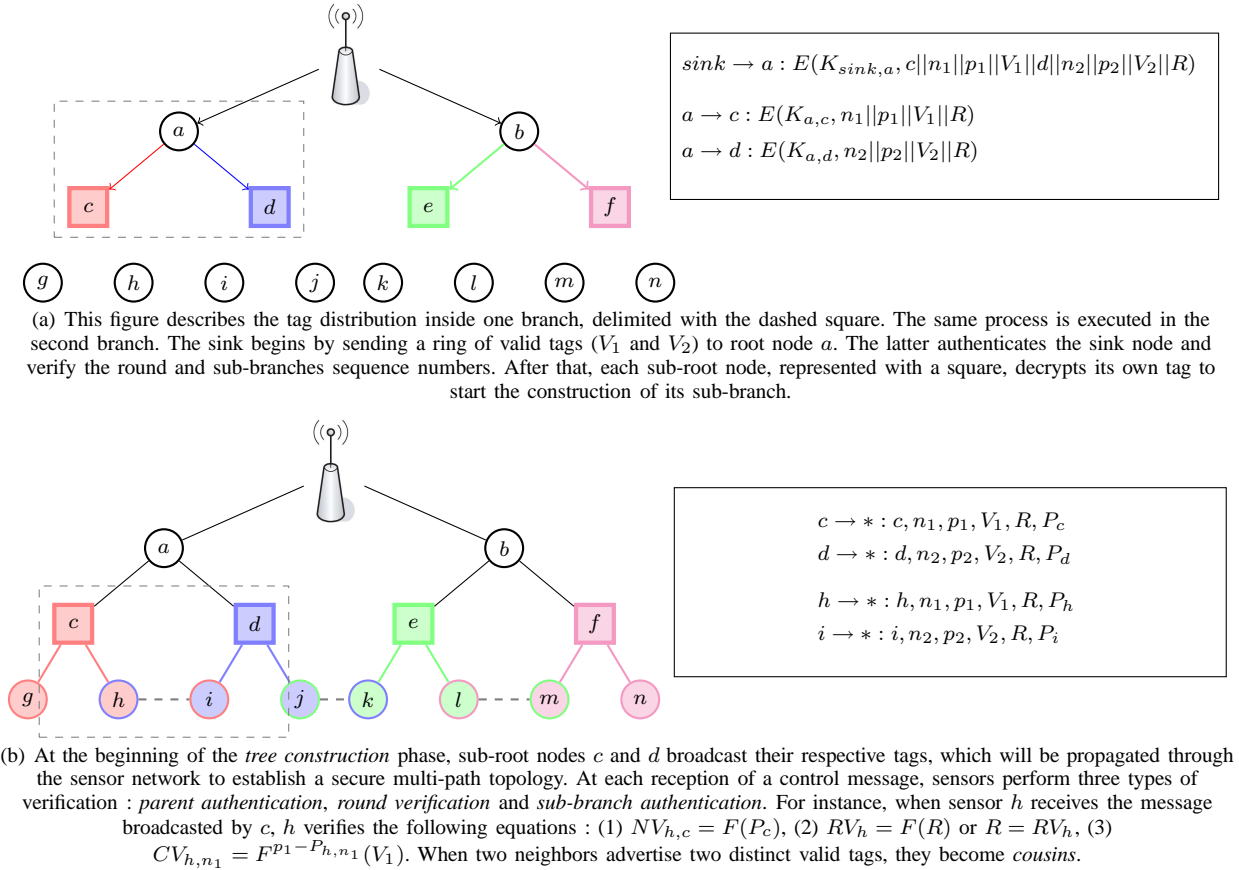 sink → a : E(K_{sink,a}, c||n_1||p_1||V_1||d||n_2||p_2||V_2||R)
a → c : E(K_{a,c}, n_1||p_1||V_1||R)
a → d : E(K_{a,d}, n_2||p_2||V_2||R)
a
b
c
d
e
f
g
h
i
j
k
l
m
n
(a) This figure describes the tag distribution inside one branch, delimited with the dashed square. The same process is executed in the
second branch. The sink begins by sending a ring of valid tags (V_1 and V_2) to root node a. The latter authenticates the sink node and
verify the round and sub-branches sequence numbers. After that, each sub-root node, represented with a square, decrypts its own tag to
start the construction of its sub-branch.
a
b
c
d
e
f
g
h
i
j
k
l
m
n
c → * : c, n_1, p_1, V_1, R, P_c
d → * : d, n_2, p_2, V_2, R, P_d
h → * : h, n_1, p_1, V_1, R, P_h
i → * : i, n_2, p_2, V_2, R, P_i
(b) At the beginning of the tree construction phase, sub-root nodes c and d broadcast their respective tags, which will be propagated through
the sensor network to establish a secure multi-path topology. At each reception of a control message, sensors perform three types of
verification : parent authentication, round verification and sub-branch authentication. For instance, when sensor h receives the message
broadcasted by c, h verifies the following equations : (1) NV_{h,c} = F(P_c), (2) RV_h = F(R) or R = RV_h, (3)
CV_{h,n_1} = F^{p_1−P_{h,n_1}}(V_1). When two neighbors advertise two distinct valid tags, they become cousins.